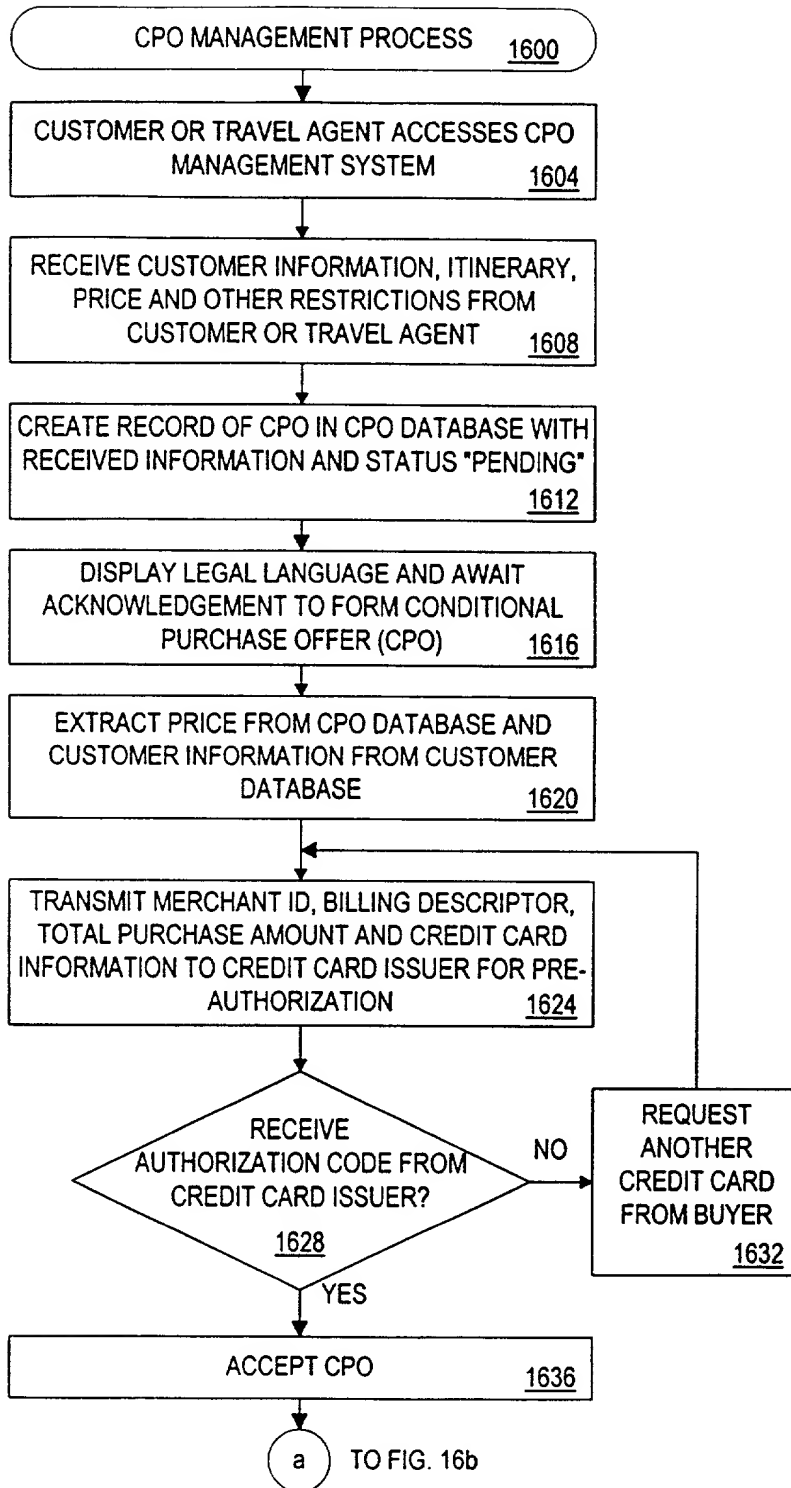 CPO MANAGEMENT PROCESS 1600
CUSTOMER OR TRAVEL AGENT ACCESSES CPO
MANAGEMENT SYSTEM
1604
RECEIVE CUSTOMER INFORMATION, ITINERARY,
PRICE AND OTHER RESTRICTIONS FROM
CUSTOMER OR TRAVEL AGENT
1608
CREATE RECORD OF CPO IN CPO DATABASE WITH
RECEIVED INFORMATION AND STATUS "PENDING"
1612
DISPLAY LEGAL LANGUAGE AND AWAIT
ACKNOWLEDGEMENT TO FORM CONDITIONAL
PURCHASE OFFER (CPO)
1616
EXTRACT PRICE FROM CPO DATABASE AND
CUSTOMER INFORMATION FROM CUSTOMER
DATABASE
1620
TRANSMIT MERCHANT ID, BILLING DESCRIPTOR,
TOTAL PURCHASE AMOUNT AND CREDIT CARD
INFORMATION TO CREDIT CARD ISSUER FOR PRE-
AUTHORIZATION
1624
RECEIVE
AUTHORIZATION CODE FROM
CREDIT CARD ISSUER?
1628
NO
REQUEST
ANOTHER
CREDIT CARD
FROM BUYER
1632
YES
ACCEPT CPO
1636
a TO FIG. 16b